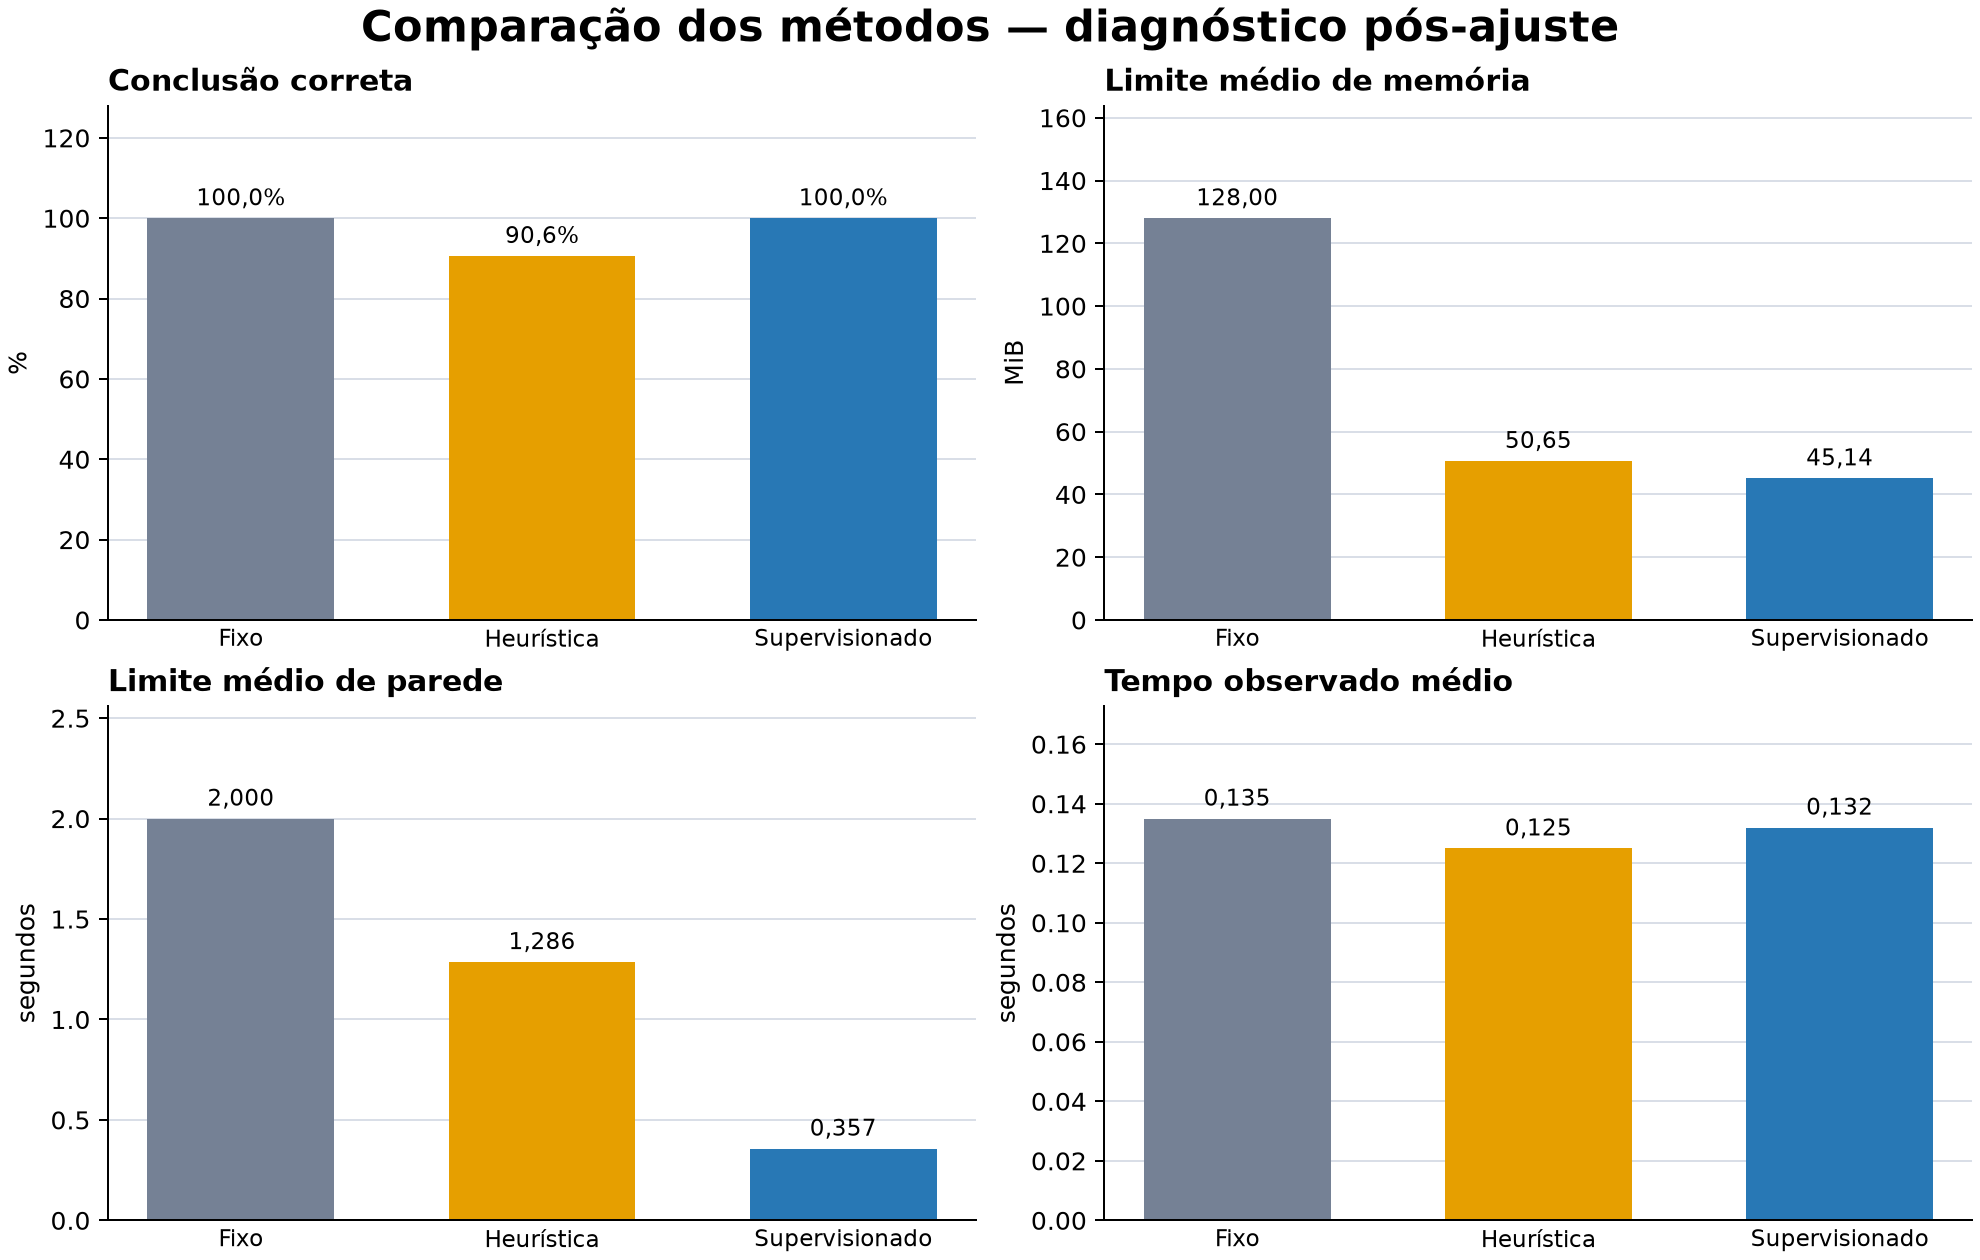 Comparação dos métodos — diagnóstico pós-ajuste
Conclusão correta
120
100
80
60
40
20
0
%
100,0%
90,6%
100,0%
Fixo
Heurística
Supervisionado
Limite médio de memória
160
140
120
100
80
60
40
20
0
MiB
128,00
50,65
45,14
Fixo
Heurística
Supervisionado
Limite médio de parede
2.5
2.0
1.5
1.0
0.5
0.0
segundos
2,000
1,286
0,357
Fixo
Heurística
Supervisionado
Tempo observado médio
0.16
0.14
0.12
0.10
0.08
0.06
0.04
0.02
0.00
segundos
0,135
0,125
0,132
Fixo
Heurística
Supervisionado